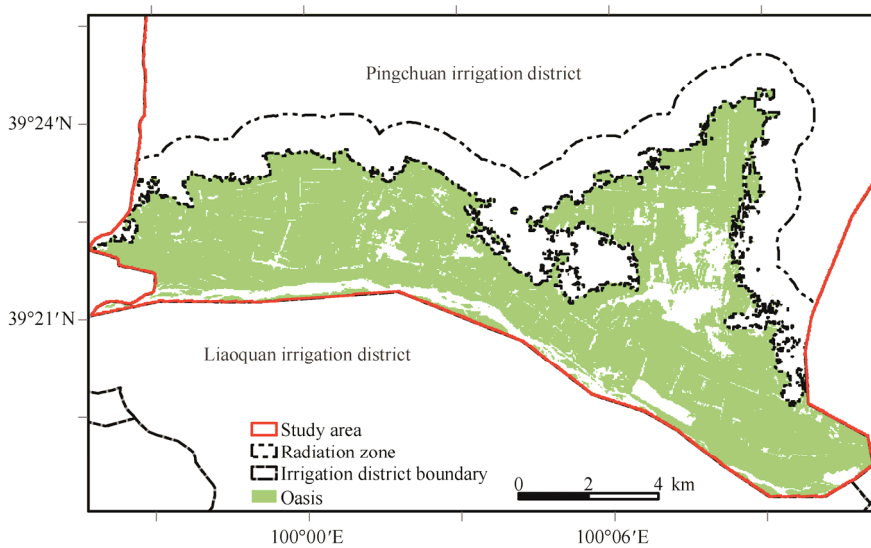 Pingchuan irrigation district
39°24′N
39°21′N
Liaoquan irrigation district
Study area
Radiation zone
Irrigation district boundary
Oasis
0 2 4 km
100°00′E 100°06′E